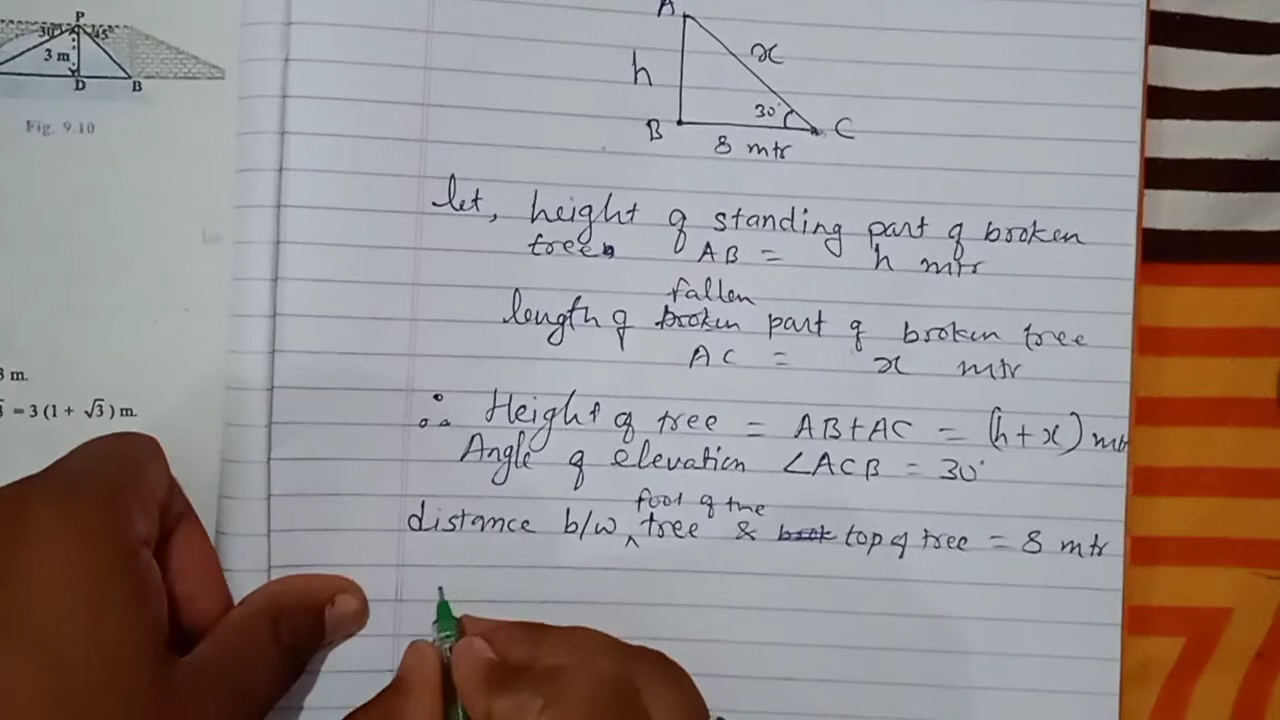 P
30° 45°
3 m
D B
Fig. 9.10
3 m.
= 3 (1 + √3) m.
A
x
h
30°
B C
8 mtr
let, height of standing part of broken
tree AB = h mtr
fallen
length of broken part of broken tree
AC = x mtr
∴ Height of tree = AB+AC = (h+x) mtr
Angle of elevation ∠ACB = 30°
foot of the
distance b/w ^ tree & top of tree = 8 mtr